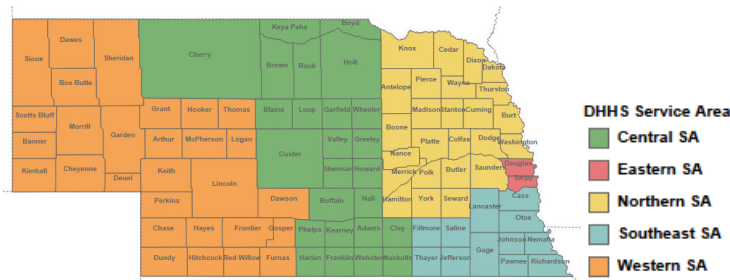 Boyd
Keya Paha
Dawes
Knox
Cedar
Sheridan
Cherry
Dixon
Sioux
Brown
Rook
Holt
Dakota
Box Butte
Pierce
Wayne
Antelope
Thurston
Grant
Hooker
Thomas
Blaine
Loup
Garfield
Wheeler
Madison
Stanton
Cuming
Scotts Bluff
Burt
Morrill
Boone
Garden
Banner
Arthur
McPherson
Logan
Valley
Greeley
Platte
Colfax
Dodge
Washington
Custer
Nance
Kimball
Cheyenne
Keith
Sherman
Howard
Merrick
Polk
Butler
Saunders
Douglas
Deuel
Lincoln
Sarpy
Perkins
Dawson
Buffalo
Hall
Hamilton
York
Seward
Lancaster
Cass
Otoe
Chase
Hayes
Frontier
Gosper
Phelps
Kearney
Adams
Clay
Fillmore
Saline
Johnson
Nemaha
Gage
Dundy
Hitchcock
Red Willow
Furnas
Harlan
Franklin
Webster
Nuckolls
Thayer
Jefferson
Pawnee
Richardson
DHHS Service Area
Central SA
Eastern SA
Northern SA
Southeast SA
Western SA